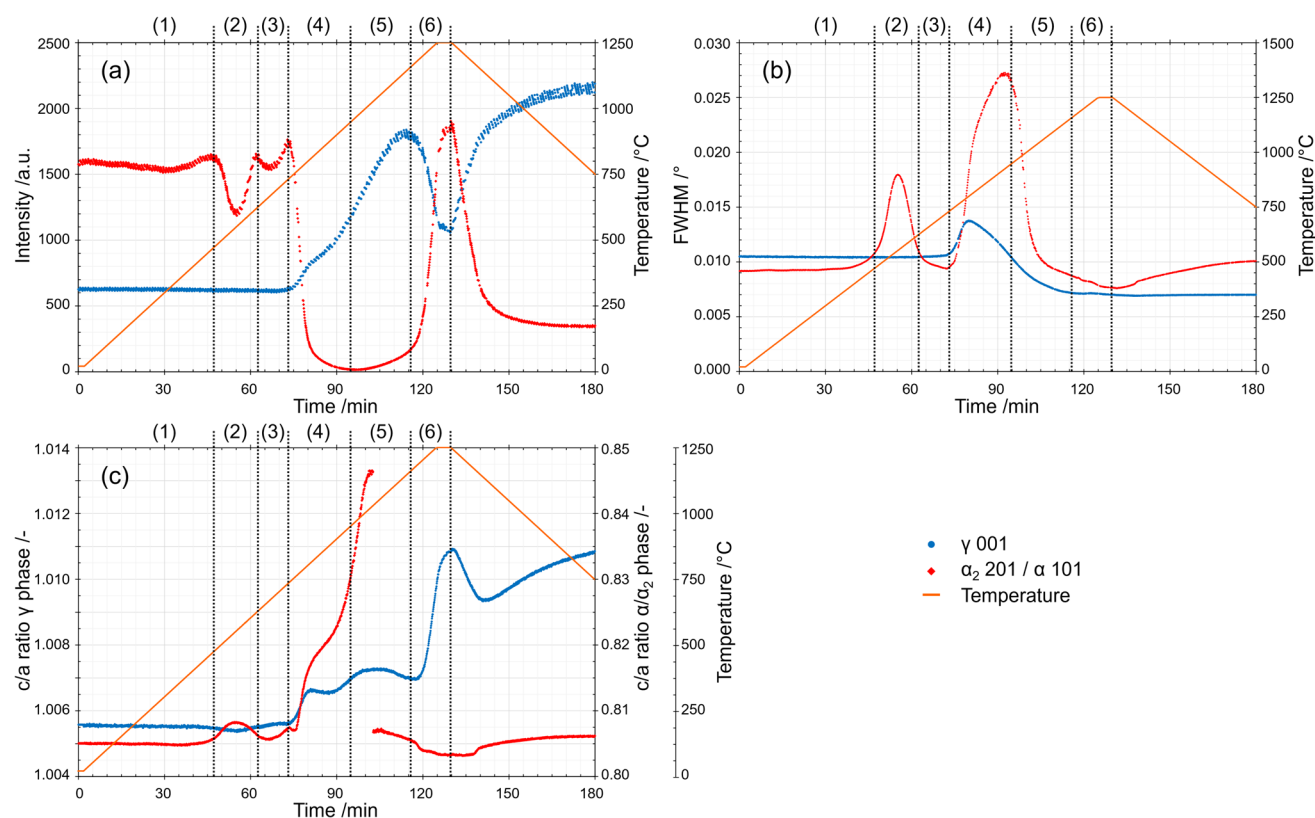 (1) (2) (3) (4) (5) (6)
(a)
2500
2000
1500
1000
500
0
Intensity /a.u.
1250
1000
750
500
250
0
Temperature /°C
0 30 60 90 120 150 180
Time /min
(1) (2) (3) (4) (5) (6)
(b)
0.030
0.025
0.020
0.015
0.010
0.005
0.000
FWHM /°
1500
1250
1000
750
500
250
0
Temperature /°C
0 30 60 90 120 150 180
Time /min
(1) (2) (3) (4) (5) (6)
(c)
1.014
1.012
1.010
1.008
1.006
1.004
c/a ratio γ phase /-
0.85
0.84
0.83
0.82
0.81
0.80
c/a ratio α/α₂ phase /-
1250
1000
750
500
250
0
Temperature /°C
0 30 60 90 120 150 180
Time /min
γ 001
α₂ 201 / α 101
Temperature